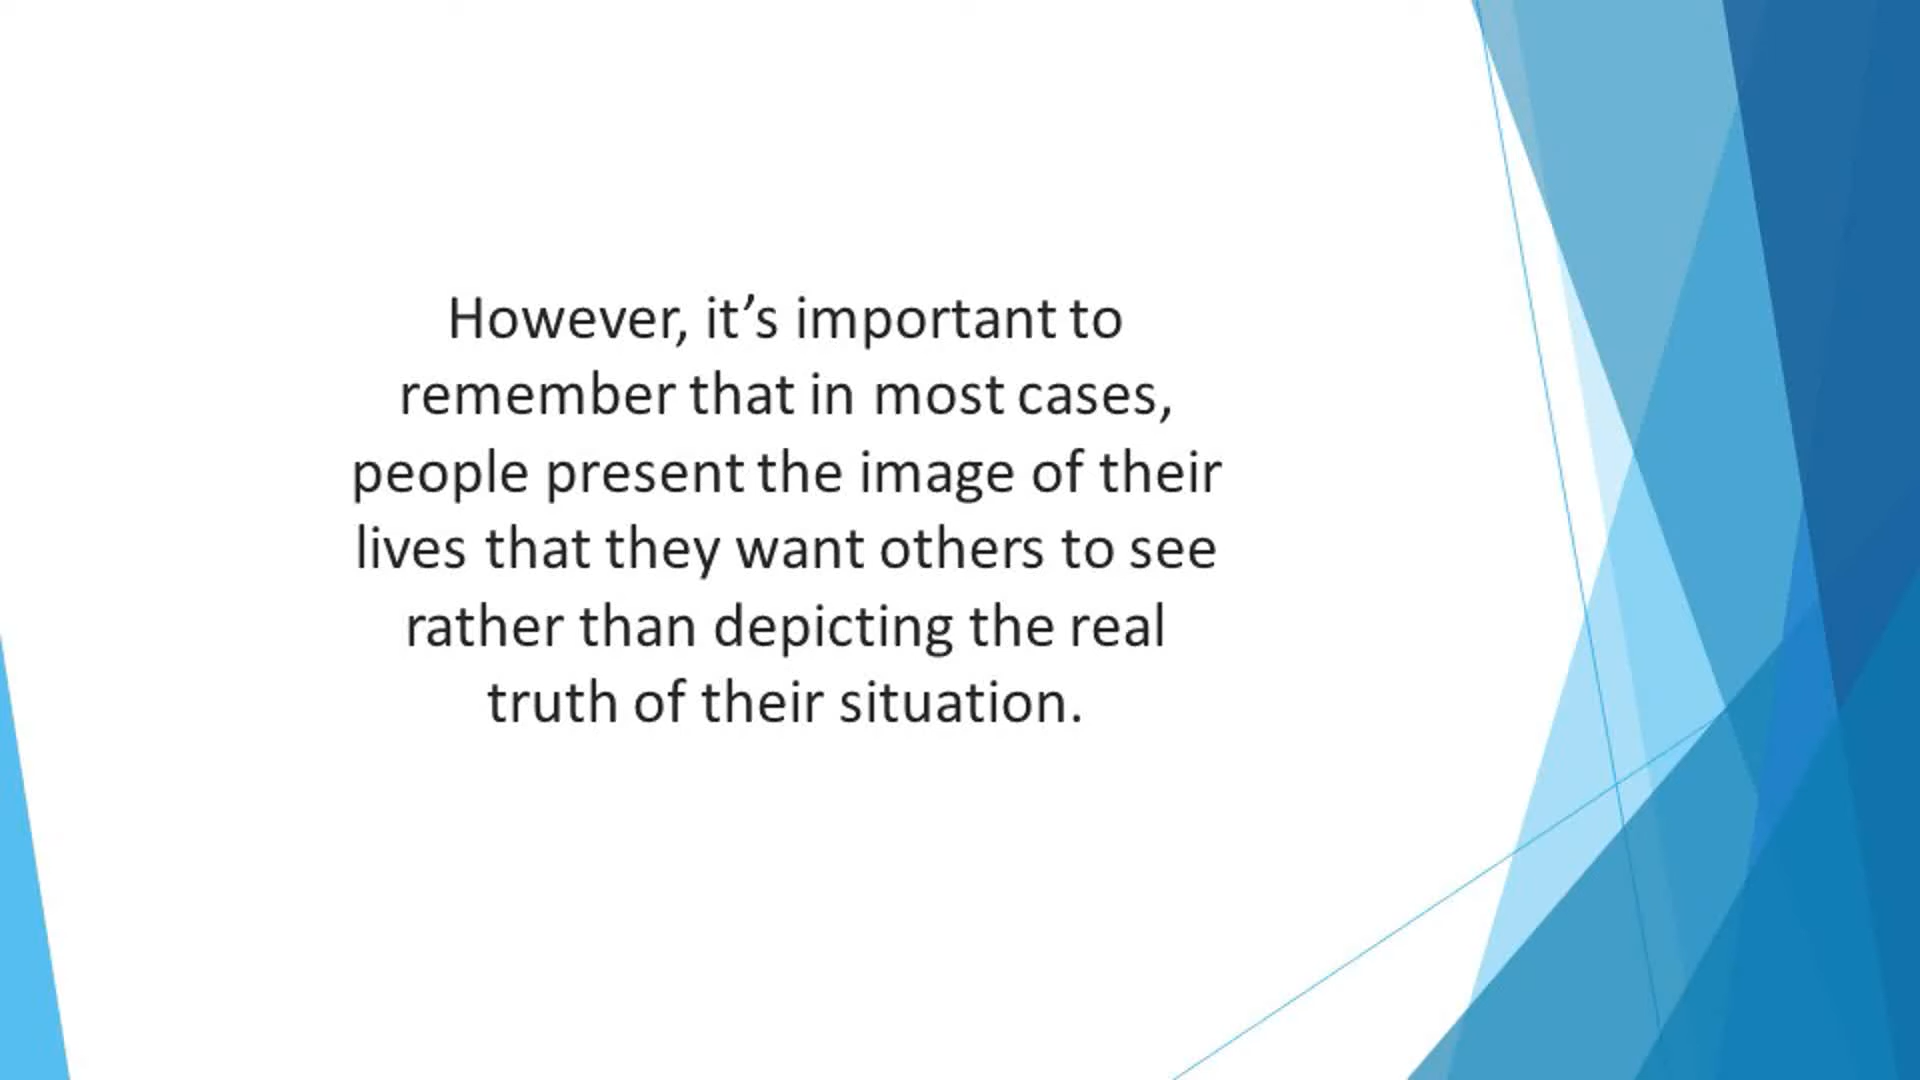 However, it’s important to
remember that in most cases,
people present the image of their
lives that they want others to see
rather than depicting the real
truth of their situation.